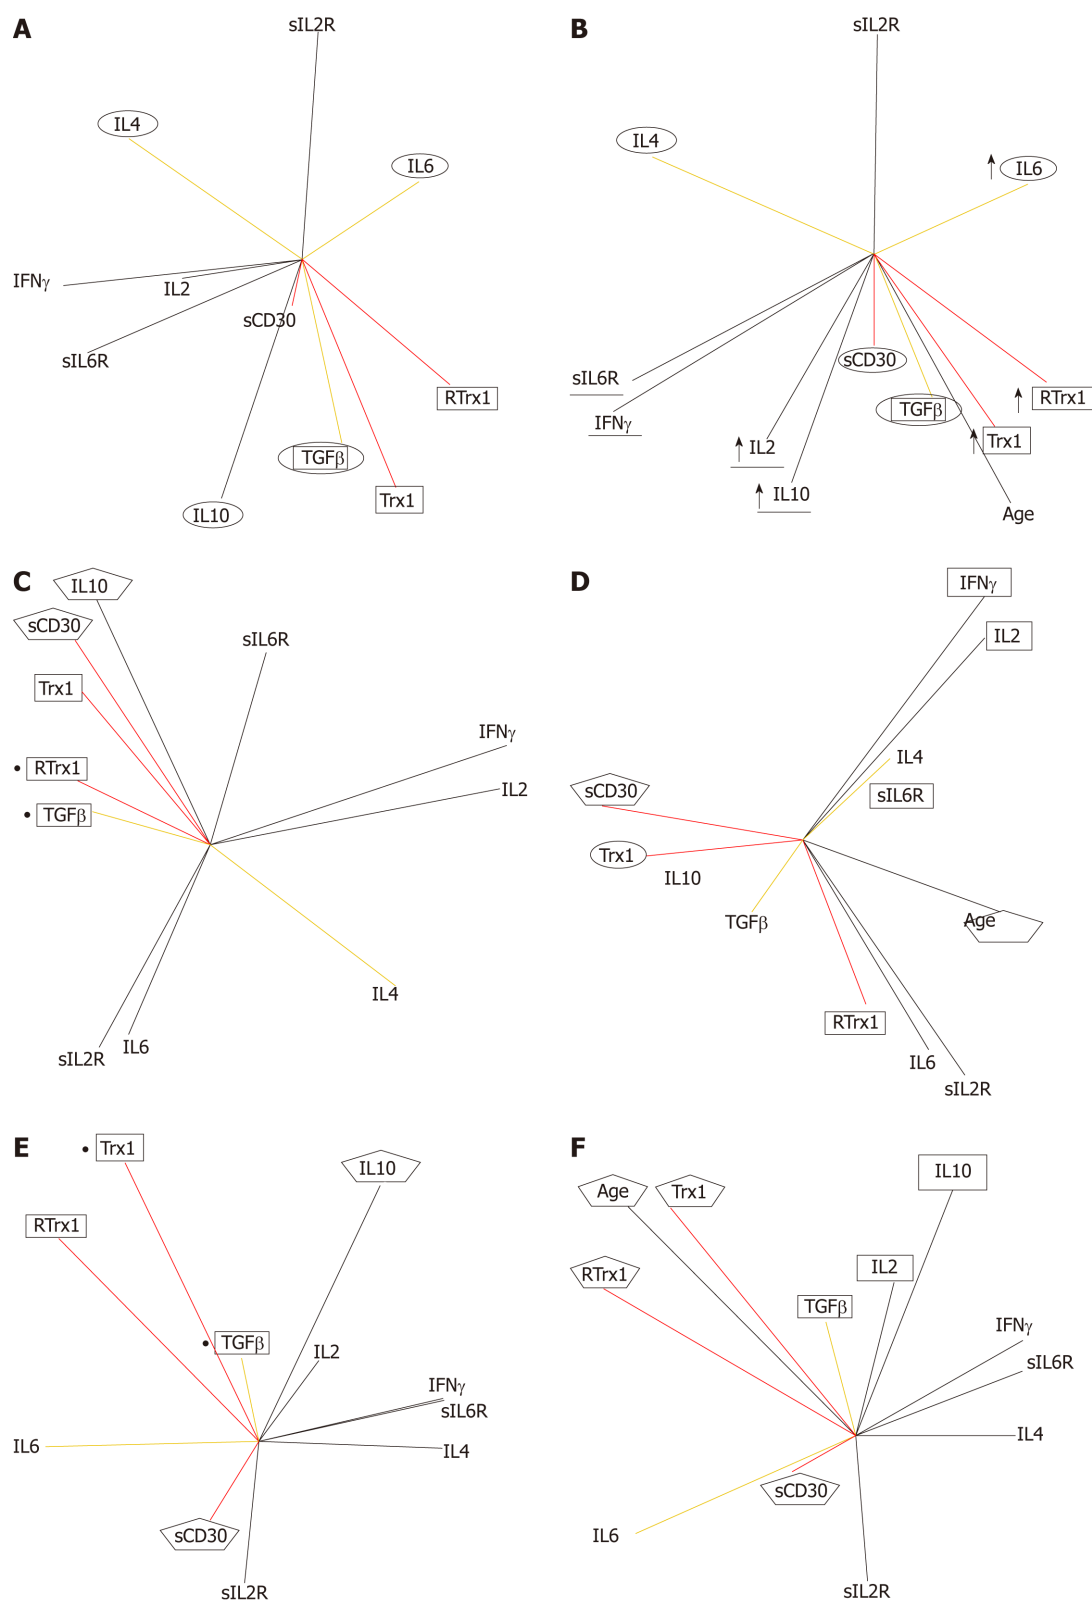 A
sIL2R
IL4
IL6
IFNγ
IL2
sCD30
sIL6R
RTrx1
TGFβ
Trx1
IL10
B
sIL2R
IL4
IL6
sCD30
sIL6R
RTrx1
TGFβ
IFNγ
Trx1
IL2
IL10
Age
C
IL10
sCD30
sIL6R
Trx1
IFNγ
RTrx1
IL2
TGFβ
IL4
IL6
sIL2R
D
IFNγ
IL2
IL4
sCD30
sIL6R
Trx1
IL10
TGFβ
Age
RTrx1
IL6
sIL2R
E
Trx1
IL10
RTrx1
TGFβ
IL2
IFNγ
sIL6R
IL6
IL4
sCD30
sIL2R
F
Age
Trx1
IL10
RTrx1
IL2
TGFβ
IFNγ
sIL6R
IL4
sCD30
IL6
sIL2R